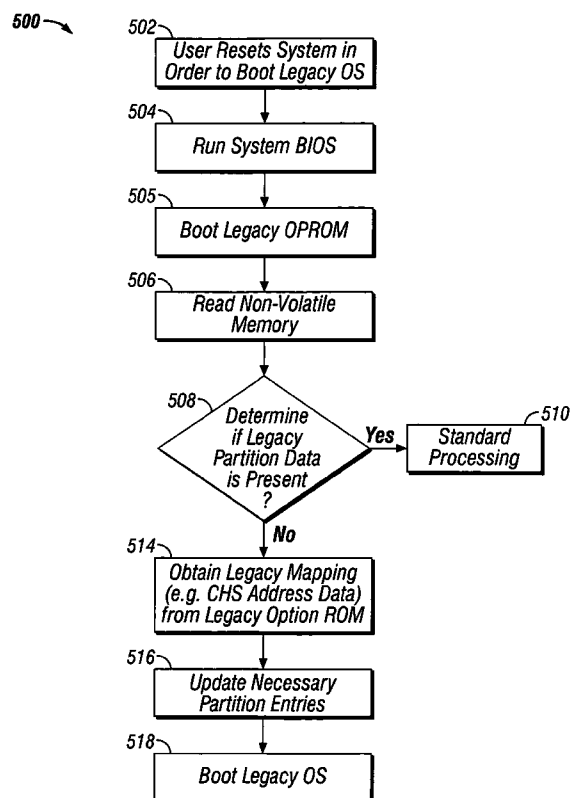 500
502
User Resets System in
Order to Boot Legacy OS
504
Run System BIOS
505
Boot Legacy OPROM
506
Read Non-Volatile
Memory
508
Determine
if Legacy
Partition Data
is Present
?
Yes
510
Standard
Processing
No
514
Obtain Legacy Mapping
(e.g. CHS Address Data)
from Legacy Option ROM
516
Update Necessary
Partition Entries
518
Boot Legacy OS